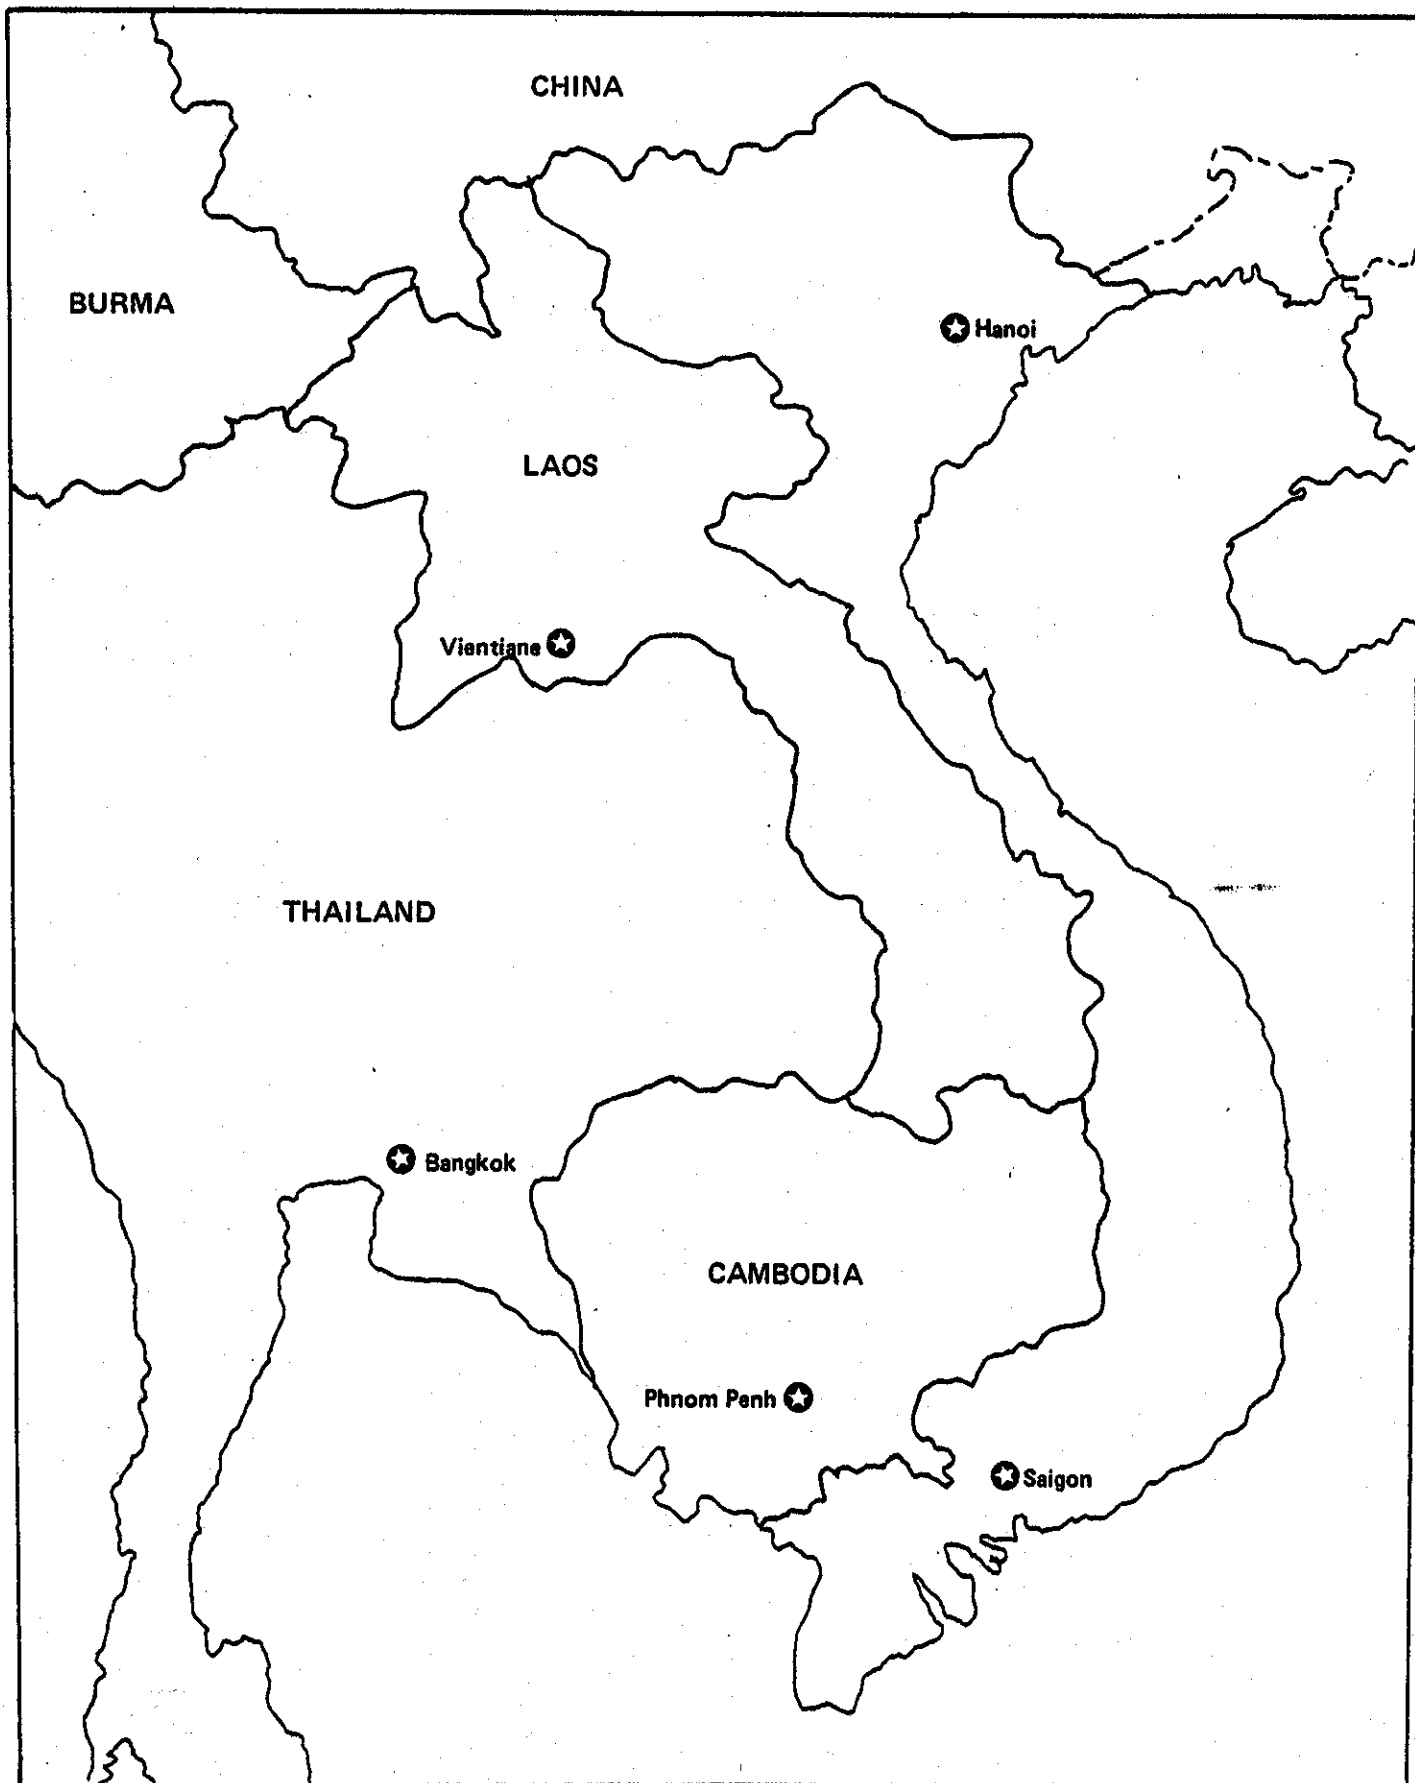 CHINA
BURMA
Hanoi
LAOS
Vientiane
THAILAND
Bangkok
CAMBODIA
Phnom Penh
Saigon